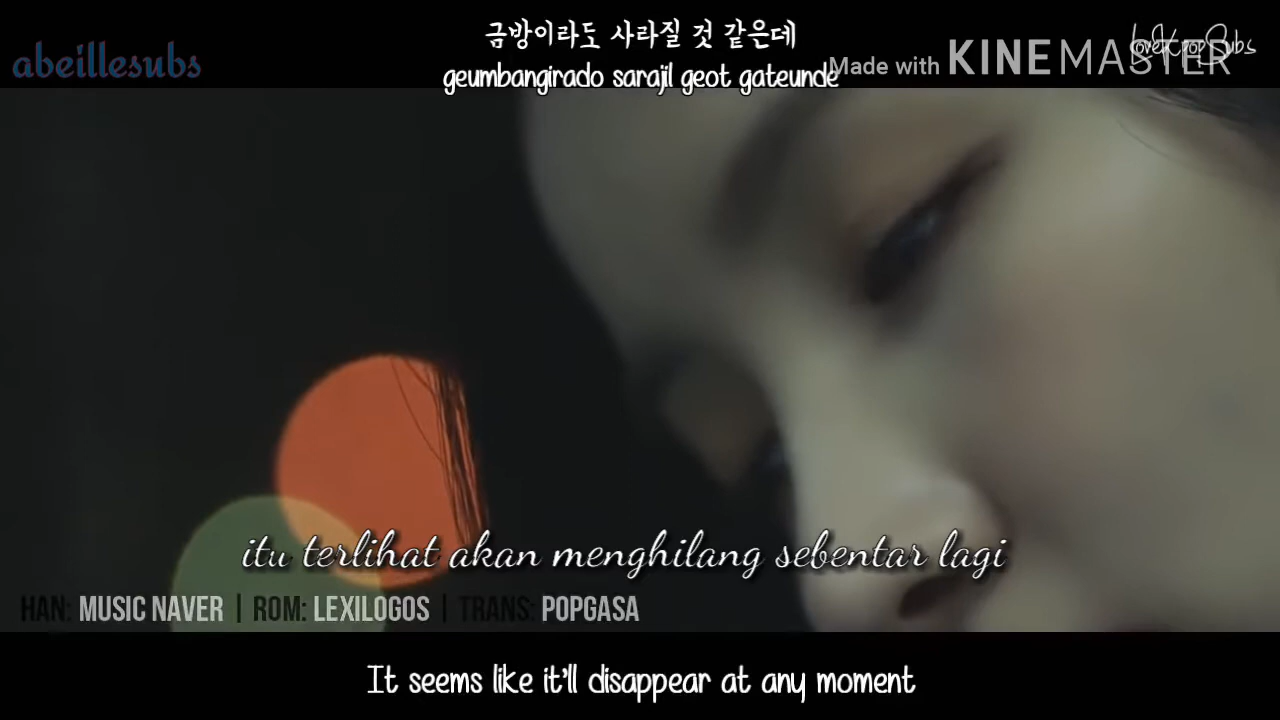 금방이라도 사라질 것 같은데
abeillesubs
geumbangirado sarajil geot gateunde
Made with KINEMASTER
LoveKpopSubs
itu terlihat akan menghilang sebentar lagi
HAN: MUSIC NAVER | ROM: LEXILOGOS | TRANS: POPGASA
It seems like it'll disappear at any moment